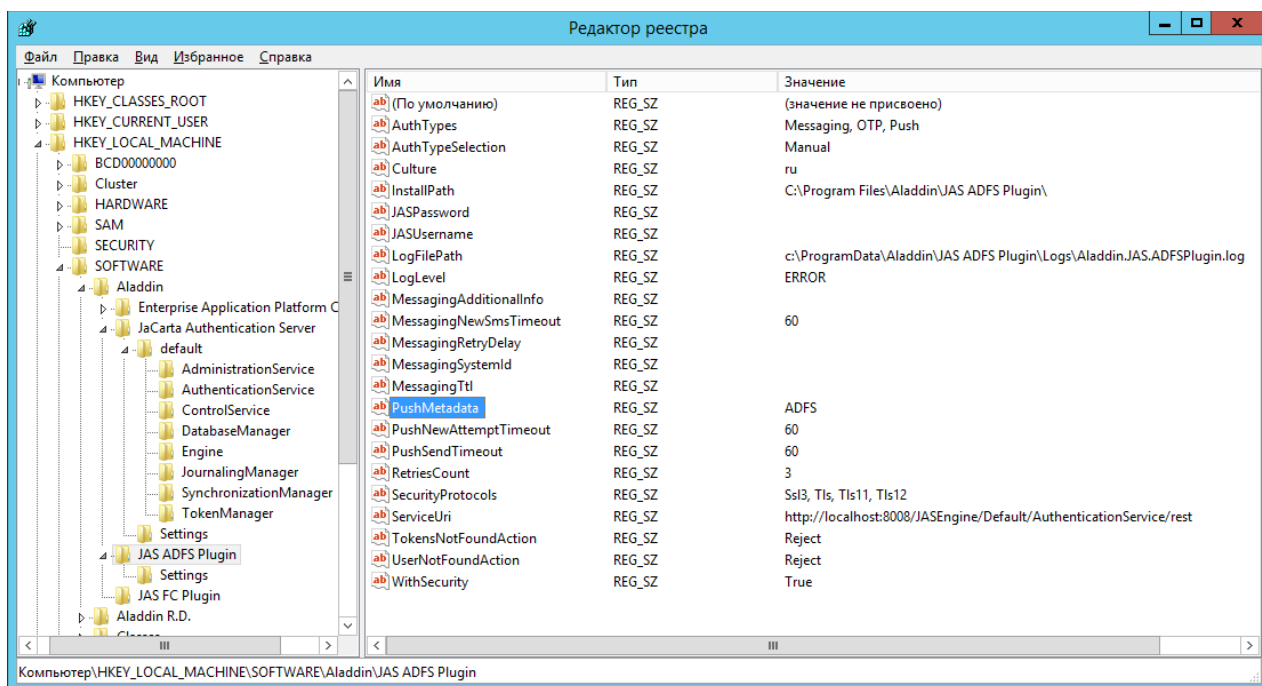 Редактор реестра
Файл Правка Вид Избранное Справка
Компьютер
HKEY_CLASSES_ROOT
HKEY_CURRENT_USER
HKEY_LOCAL_MACHINE
BCD00000000
Cluster
HARDWARE
SAM
SECURITY
SOFTWARE
Aladdin
Enterprise Application Platform C
JaCarta Authentication Server
default
AdministrationService
AuthenticationService
ControlService
DatabaseManager
Engine
JournalingManager
SynchronizationManager
TokenManager
Settings
JAS ADFS Plugin
Settings
JAS FC Plugin
Aladdin R.D.
Имя Тип Значение
(По умолчанию) REG_SZ (значение не присвоено)
AuthTypes REG_SZ Messaging, OTP, Push
AuthTypeSelection REG_SZ Manual
Culture REG_SZ ru
InstallPath REG_SZ C:\Program Files\Aladdin\JAS ADFS Plugin\
JASPassword REG_SZ
JASUsername REG_SZ
LogFilePath REG_SZ c:\ProgramData\Aladdin\JAS ADFS Plugin\Logs\Aladdin.JAS.ADFSPlugin.log
LogLevel REG_SZ ERROR
MessagingAdditionalInfo REG_SZ
MessagingNewSmsTimeout REG_SZ 60
MessagingRetryDelay REG_SZ
MessagingSystemId REG_SZ
MessagingTtl REG_SZ
PushMetadata REG_SZ ADFS
PushNewAttemptTimeout REG_SZ 60
PushSendTimeout REG_SZ 60
RetriesCount REG_SZ 3
SecurityProtocols REG_SZ Ssl3, Tls, Tls11, Tls12
ServiceUri REG_SZ http://localhost:8008/JASEngine/Default/AuthenticationService/rest
TokensNotFoundAction REG_SZ Reject
UserNotFoundAction REG_SZ Reject
WithSecurity REG_SZ True
Компьютер\HKEY_LOCAL_MACHINE\SOFTWARE\Aladdin\JAS ADFS Plugin